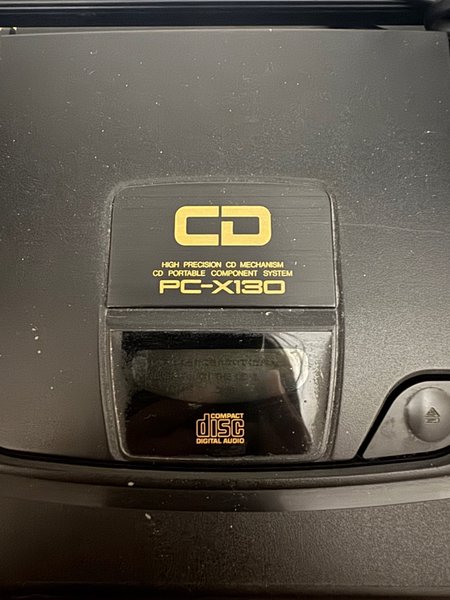 CD
HIGH PRECISION CD MECHANISM
CD PORTABLE COMPONENT SYSTEM
PC-X130
COMPACT
disc
DIGITAL AUDIO